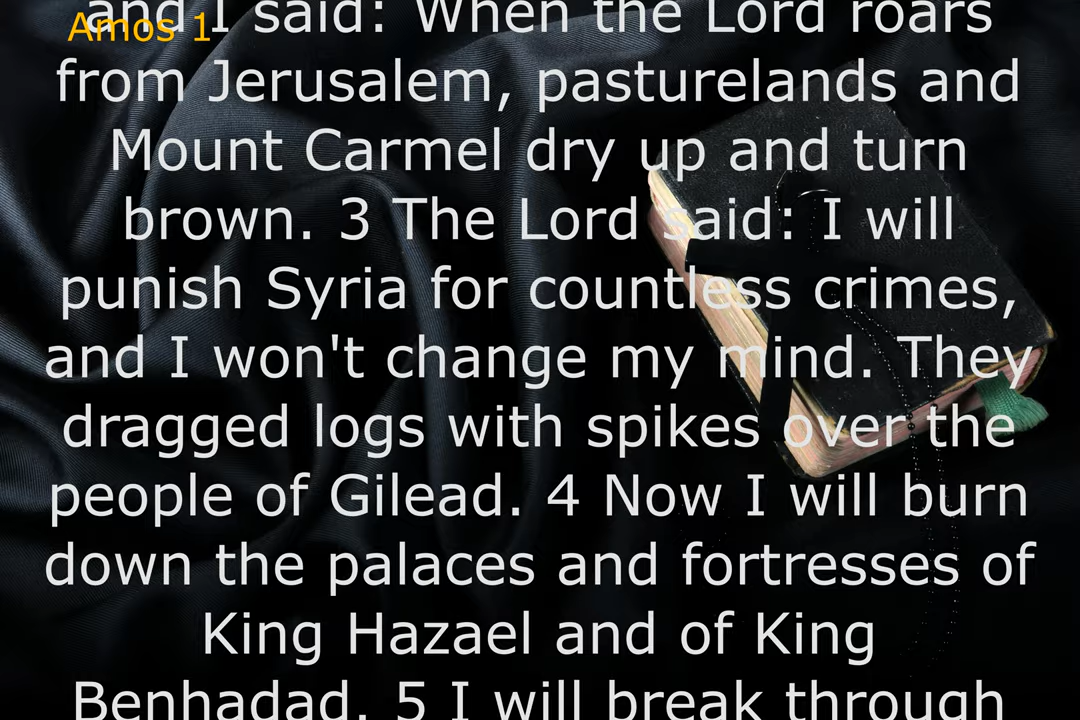 Amos 1
and I said: When the Lord roars
from Jerusalem, pasturelands and
Mount Carmel dry up and turn
brown. 3 The Lord said: I will
punish Syria for countless crimes,
and I won't change my mind. They
dragged logs with spikes over the
people of Gilead. 4 Now I will burn
down the palaces and fortresses of
King Hazael and of King
Benhadad. 5 I will break through